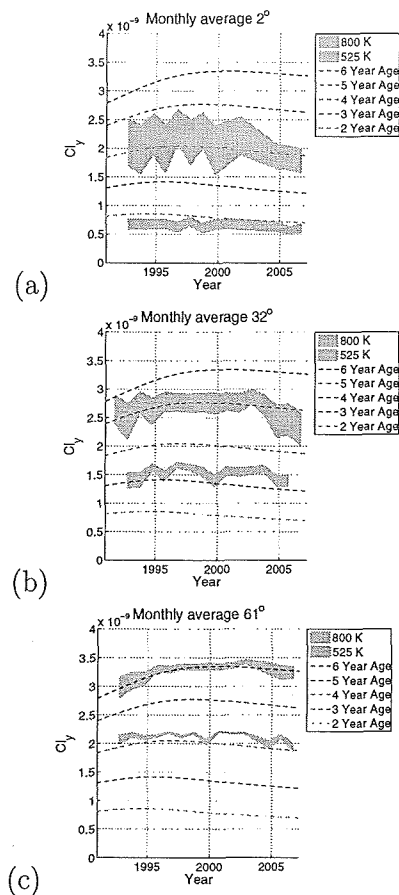 x 10⁻⁹ Monthly average 2°
4
3.5
3
2.5
2
1.5
1
0.5
0
Cl_y
1995 2000 2005
Year
800 K
525 K
6 Year Age
5 Year Age
4 Year Age
3 Year Age
2 Year Age
(a)
x 10⁻⁹ Monthly average 32°
4
3.5
3
2.5
2
1.5
1
0.5
0
Cl_y
1995 2000 2005
Year
800 K
525 K
6 Year Age
5 Year Age
4 Year Age
3 Year Age
2 Year Age
(b)
x 10⁻⁹ Monthly average 61°
4
3.5
3
2.5
2
1.5
1
0.5
0
Cl_y
1995 2000 2005
Year
800 K
525 K
6 Year Age
5 Year Age
4 Year Age
3 Year Age
2 Year Age
(c)